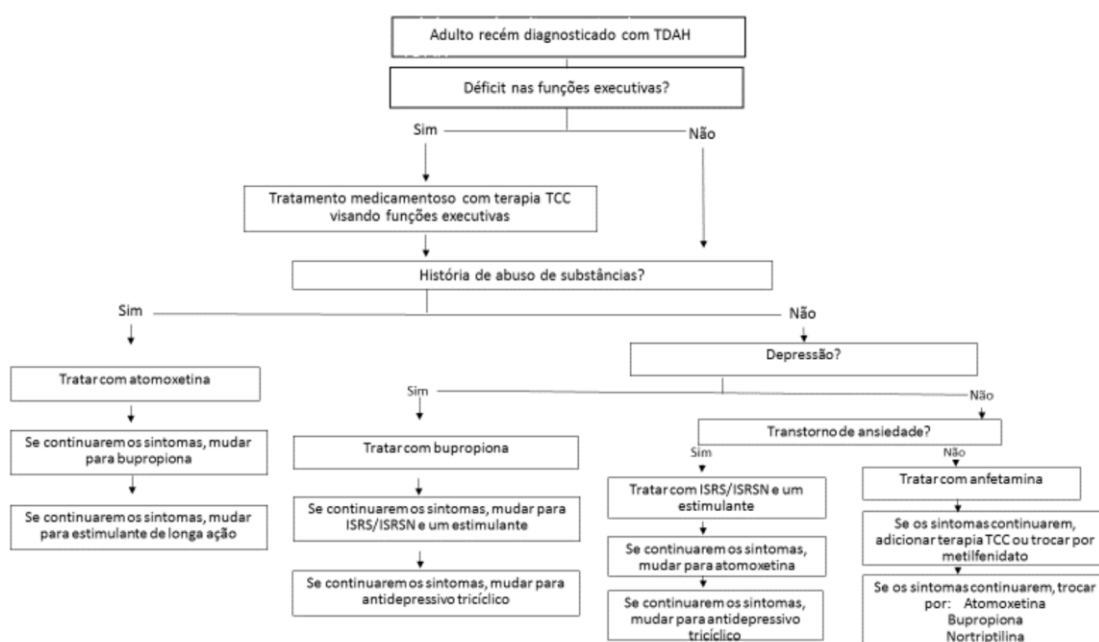 Adulto recém diagnosticado com TDAH
Déficit nas funções executivas?
Sim
Não
Tratamento medicamentoso com terapia TCC
visando funções executivas
História de abuso de substâncias?
Sim
Não
Depressão?
Tratar com atomoxetina
Sim
Não
Se continuarem os sintomas, mudar
para bupropiona
Tratar com bupropiona
Transtorno de ansiedade?
Sim
Não
Se continuarem os sintomas, mudar
para estimulante de longa ação
Se continuarem os sintomas, mudar para
ISRS/ISRSN e um estimulante
Se continuarem os sintomas, mudar para
antidepressivo tricíclico
Tratar com ISRS/ISRSN e um
estimulante
Se continuarem os sintomas,
mudar para atomoxetina
Se continuarem os sintomas,
mudar para antidepressivo
tricíclico
Tratar com anfetamina
Se os sintomas continuarem,
adicionar terapia TCC ou trocar por
metilfenidato
Se os sintomas continuarem, trocar
por: Atomoxetina
Bupropiona
Nortriptilina